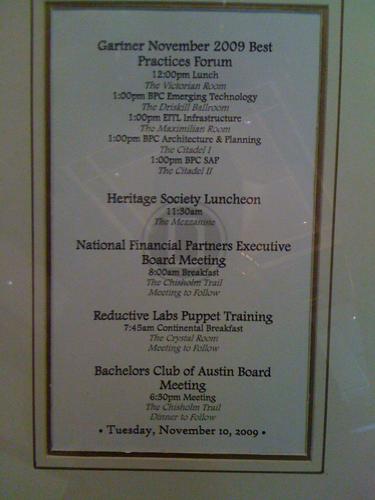 Gartner November 2009 Best
Practices Forum
12:00pm Lunch
The Victorian Room
1:00pm BPC Emerging Technology
The Driskill Ballroom
1:00pm EITL Infrastructure
The Maximilian Room
1:00pm BPC Architecture & Planning
The Citadel I
1:00pm BPC SAP
The Citadel II
Heritage Society Luncheon
11:30am
The Mezzanine
National Financial Partners Executive
Board Meeting
8:00am Breakfast
The Chisholm Trail
Meeting to Follow
Reductive Labs Puppet Training
7:45am Continental Breakfast
The Crystal Room
Meeting to Follow
Bachelors Club of Austin Board
Meeting
6:30pm Meeting
The Chisholm Trail
Dinner to Follow
• Tuesday, November 10, 2009 •